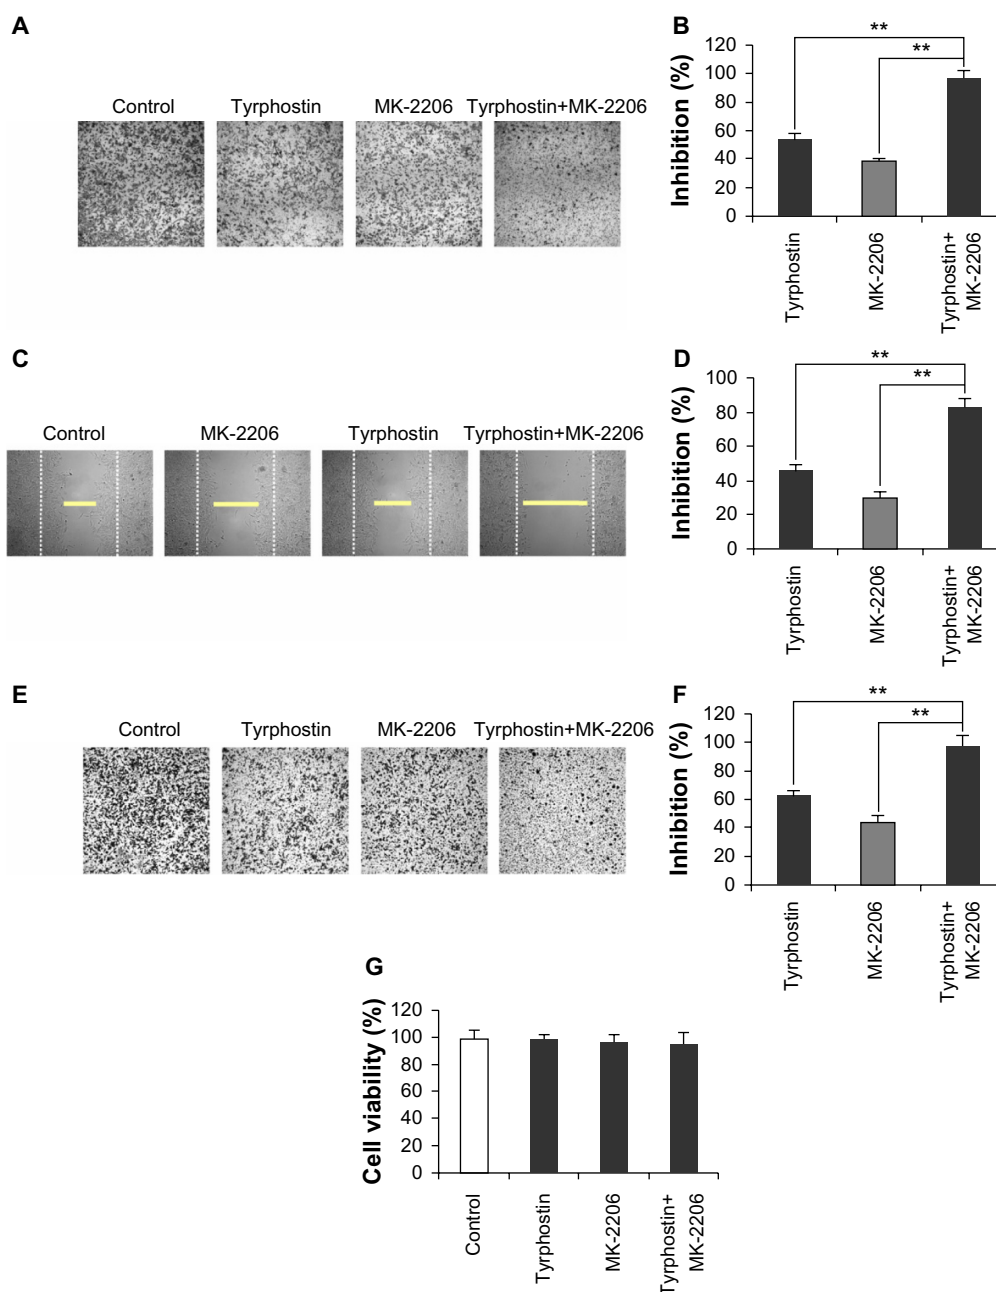 A
Control
Tyrphostin
MK-2206
Tyrphostin+MK-2206
B
Inhibition (%)
120
100
80
60
40
20
0
**
**
Tyrphostin
MK-2206
Tyrphostin+
MK-2206
C
Control
MK-2206
Tyrphostin
Tyrphostin+MK-2206
D
Inhibition (%)
100
80
60
40
20
0
**
**
Tyrphostin
MK-2206
Tyrphostin+
MK-2206
E
Control
Tyrphostin
MK-2206
Tyrphostin+MK-2206
F
Inhibition (%)
120
100
80
60
40
20
0
**
**
Tyrphostin
MK-2206
Tyrphostin+
MK-2206
G
Cell viability (%)
120
100
80
60
40
20
0
Control
Tyrphostin
MK-2206
Tyrphostin+
MK-2206